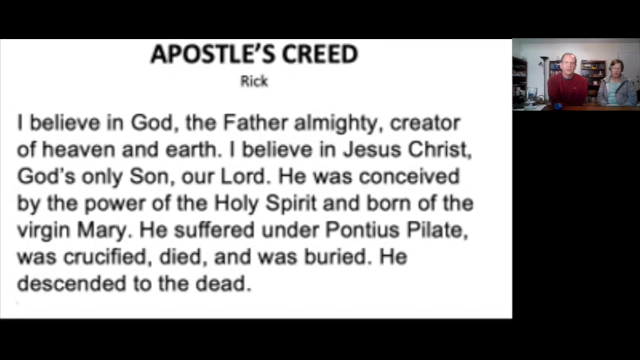 APOSTLE'S CREED
Rick
I believe in God, the Father almighty, creator
of heaven and earth. I believe in Jesus Christ,
God's only Son, our Lord. He was conceived
by the power of the Holy Spirit and born of the
virgin Mary. He suffered under Pontius Pilate,
was crucified, died, and was buried. He
descended to the dead.